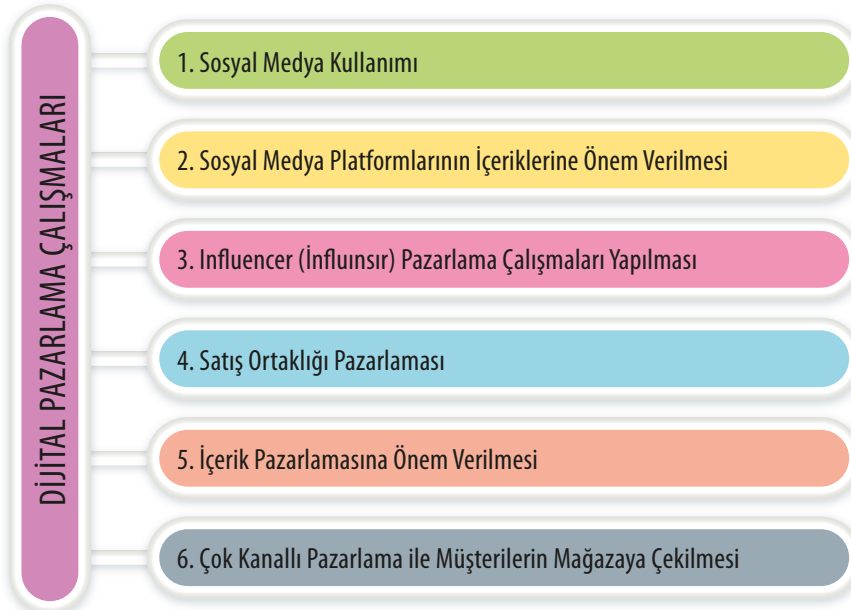 DİJİTAL PAZARLAMA ÇALIŞMALARI
1. Sosyal Medya Kullanımı
2. Sosyal Medya Platformlarının İçeriklerine Önem Verilmesi
3. Influencer (İnfluınsır) Pazarlama Çalışmaları Yapılması
4. Satış Ortaklığı Pazarlaması
5. İçerik Pazarlamasına Önem Verilmesi
6. Çok Kanallı Pazarlama ile Müşterilerin Mağazaya Çekilmesi